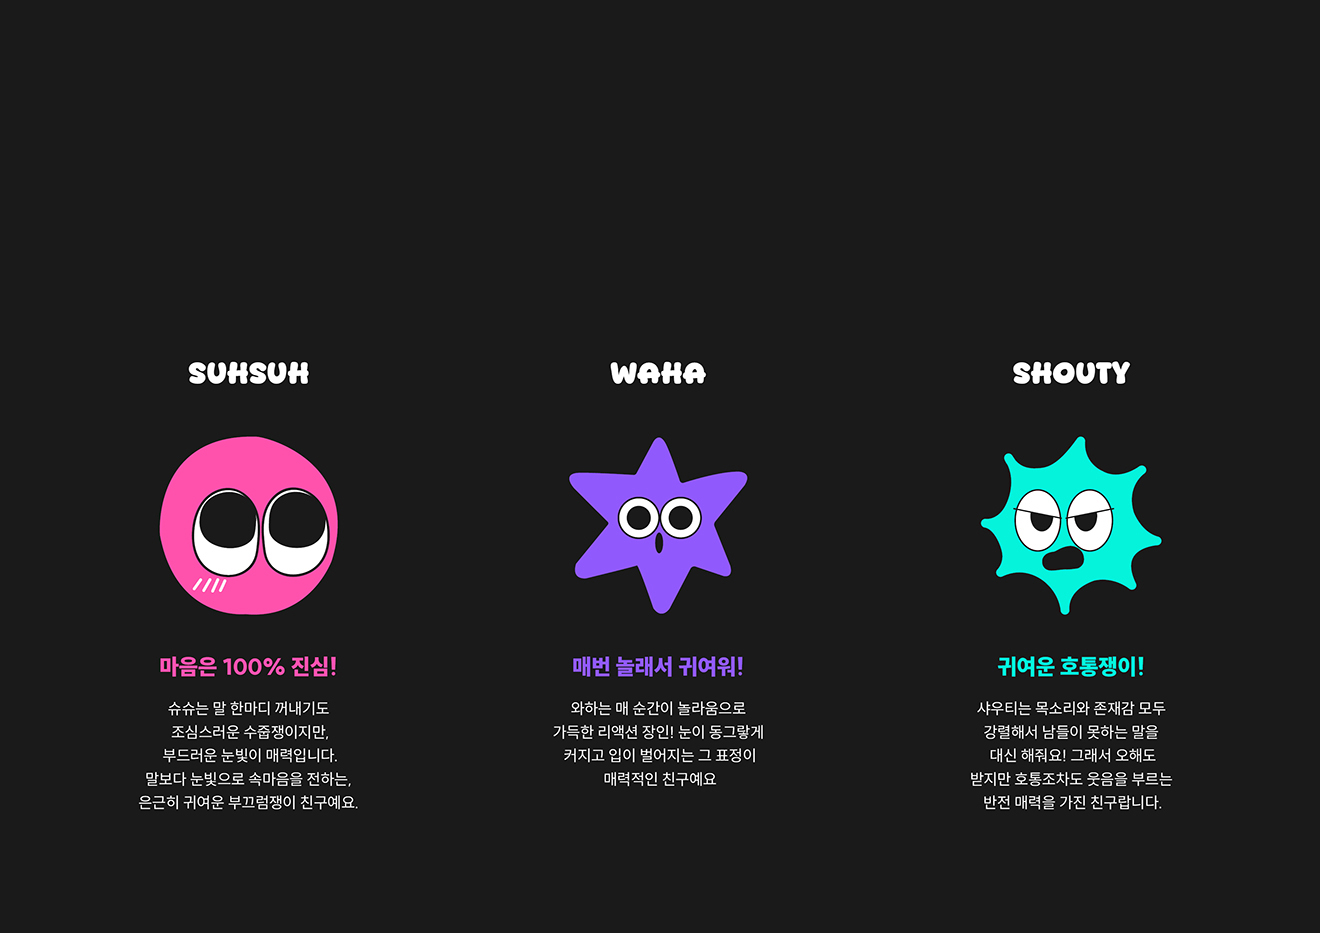 SUHSUH
마음은 100% 진심!
슈슈는 말 한마디 꺼내기도
조심스러운 수줍쟁이지만,
부드러운 눈빛이 매력입니다.
말보다 눈빛으로 속마음을 전하는,
은근히 귀여운 부끄럼쟁이 친구예요.
WAHA
매번 놀래서 귀여워!
와하는 매 순간이 놀라움으로
가득한 리액션 장인! 눈이 동그랗게
커지고 입이 벌어지는 그 표정이
매력적인 친구예요
SHOUTY
귀여운 호통쟁이!
샤우티는 목소리와 존재감 모두
강렬해서 남들이 못하는 말을
대신 해줘요! 그래서 오해도
받지만 호통조차도 웃음을 부르는
반전 매력을 가진 친구랍니다.